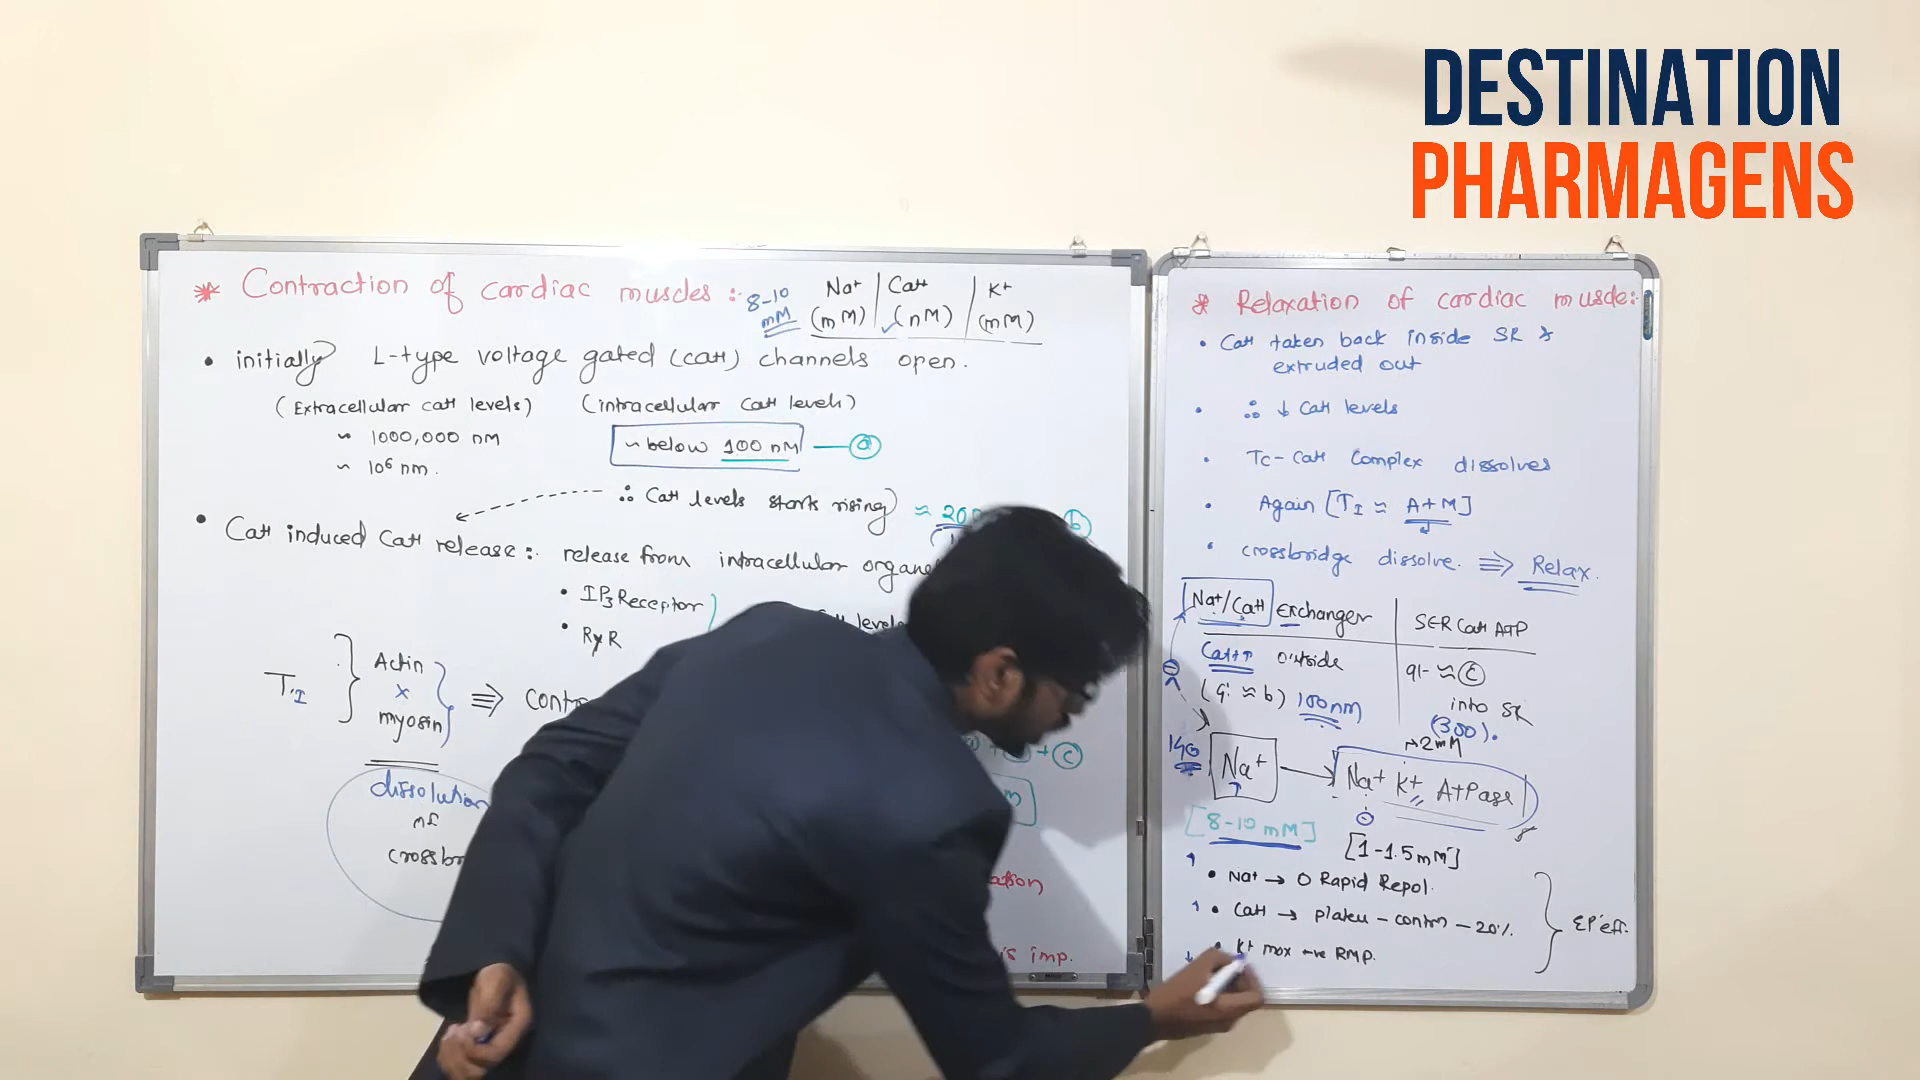 DESTINATION
PHARMAGENS
* Contraction of cardiac muscles :-
8-10 mM
Na+ | Ca++ | K+
(mM) (nM) (mM)
• initially L-type voltage gated (Ca++) channels open.
(Extracellular Ca++ levels) (intracellular Ca++ levels)
~ 1000,000 nM
~ 10⁶ nm.
~ below 100 nM — a
∴ Ca++ levels starts rising) ≈ 20
b
• Ca++ induced Ca++ release :- release from intracellular
• IP3 Receptor
• RyR
TI } Actin x myosin ⇛
dissolution
of
+ c
is imp.
* Relaxation of cardiac muscle:-
• Ca++ taken back inside SR &
extruded out
• ∴ ↓ Ca++ levels
• Tc-Ca++ Complex dissolves
• Again [TI ≈ A+M]
• crossbridge dissolve. ⇛ Relax.
Na+/Ca++ Exchanger | SER Ca++ ATP
Ca++↑ outside
(a ≈ b) 100nM
91- ≈ c
into SR
(300).
140 Na+ → Na+ K+ ATPase
→2mM
[8-10 mM]
[1-1.5mM]
↑ • Na+ → 0 Rapid Repol.
↑ • Ca++ → plateu - contrn - 20%.
↓ • K+ max -ve RMP.
} EP eff.